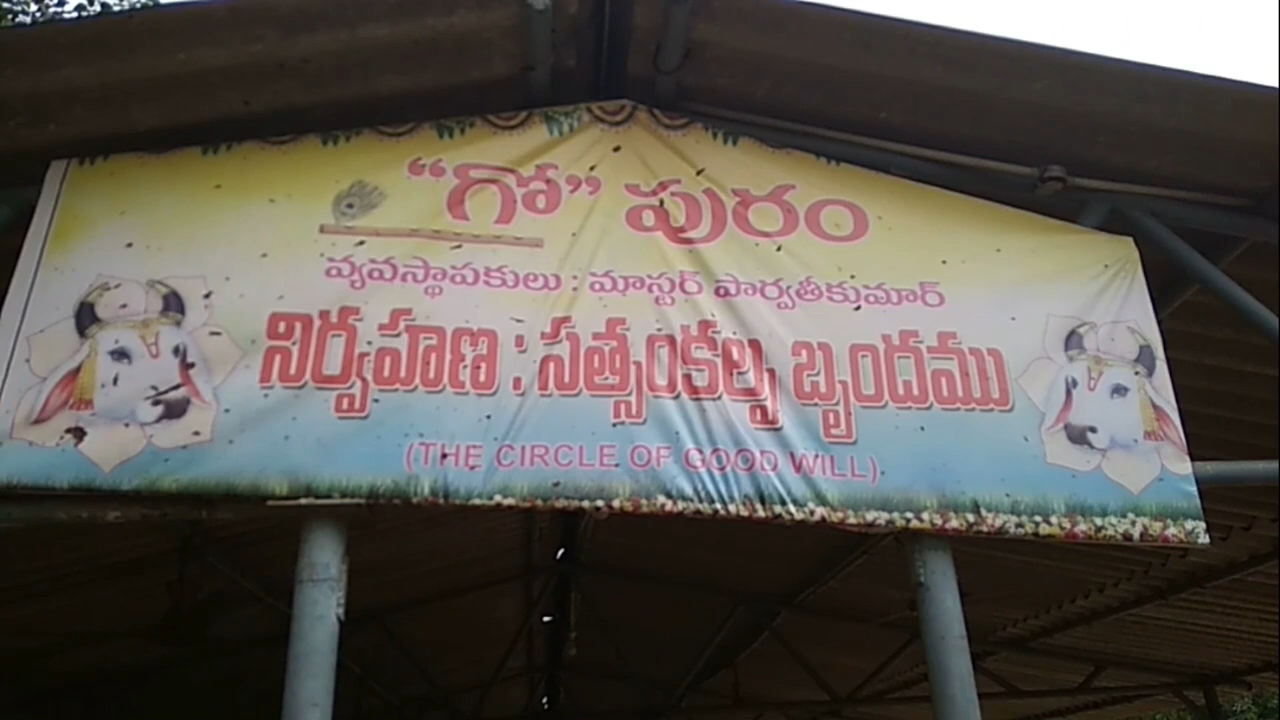 “గో” పురం
వ్యవస్థాపకులు : మాస్టర్ పార్వతీకుమార్
నిర్వహణ : సత్సంకల్ప బృందము
(THE CIRCLE OF GOOD WILL)